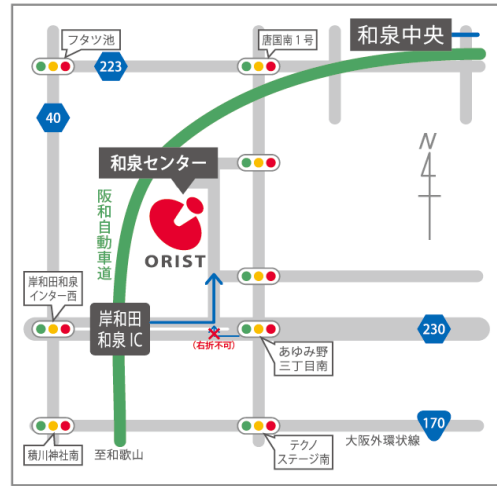 フタツ池
唐国南１号
和泉中央
223
40
和泉センター
N
阪和自動車道
ORIST
岸和田和泉
インター西
岸和田
和泉IC
(右折不可)
230
あゆみ野
三丁目南
170
大阪外環状線
積川神社南
至和歌山
テクノ
ステージ南